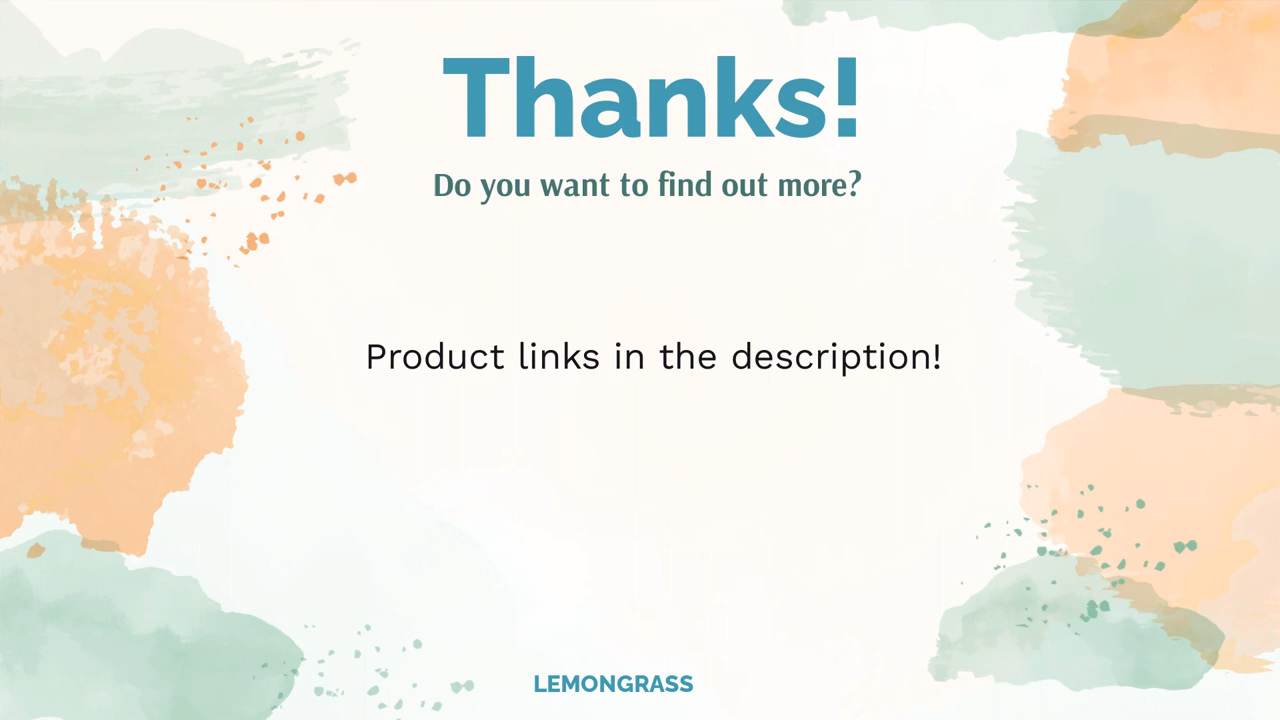 Thanks!
Do you want to find out more?
Product links in the description!
LEMONGRASS